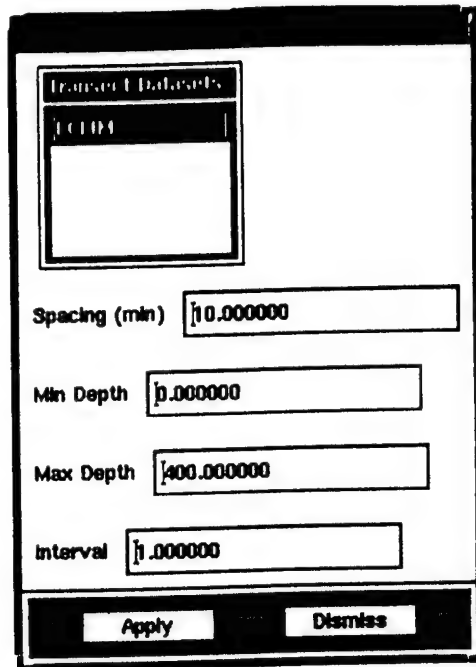 Transect Datasets
Spacing (min) 10.000000
Min Depth 0.000000
Max Depth 400.000000
Interval 1.000000
Apply Dismiss